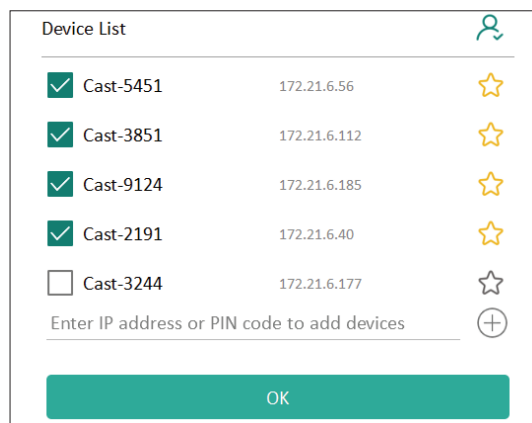 Device List
Cast-5451 172.21.6.56
Cast-3851 172.21.6.112
Cast-9124 172.21.6.185
Cast-2191 172.21.6.40
Cast-3244 172.21.6.177
Enter IP address or PIN code to add devices
OK